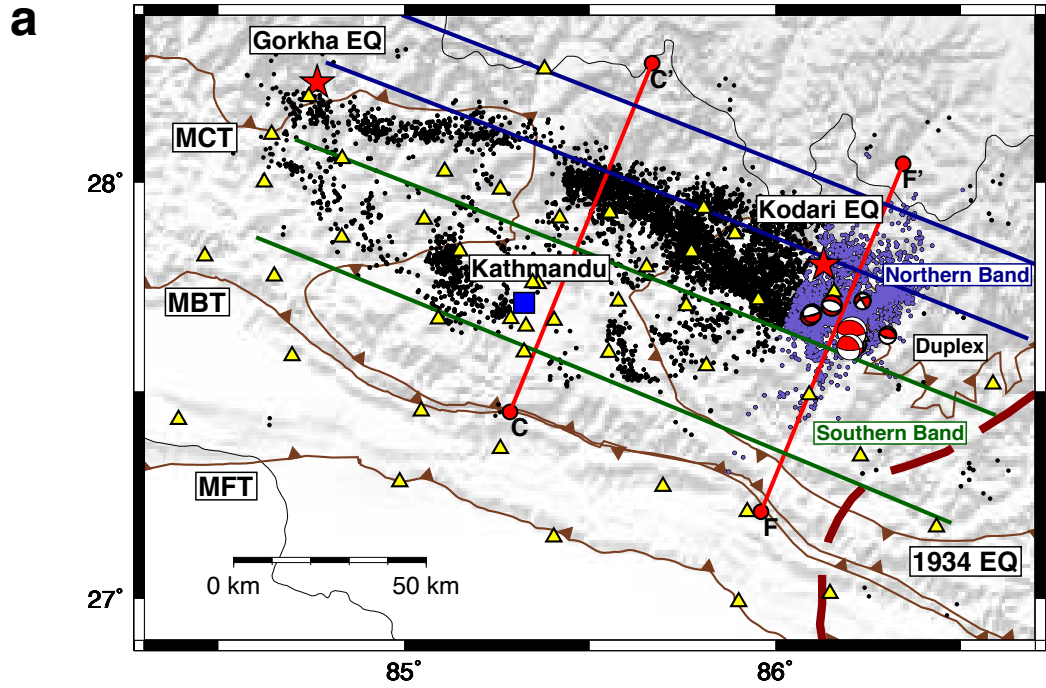 a
Gorkha EQ
C'
MCT
28°
F'
Kodari EQ
Kathmandu
Northern Band
MBT
Duplex
C
Southern Band
MFT
F
1934 EQ
0 km
50 km
27°
85°
86°